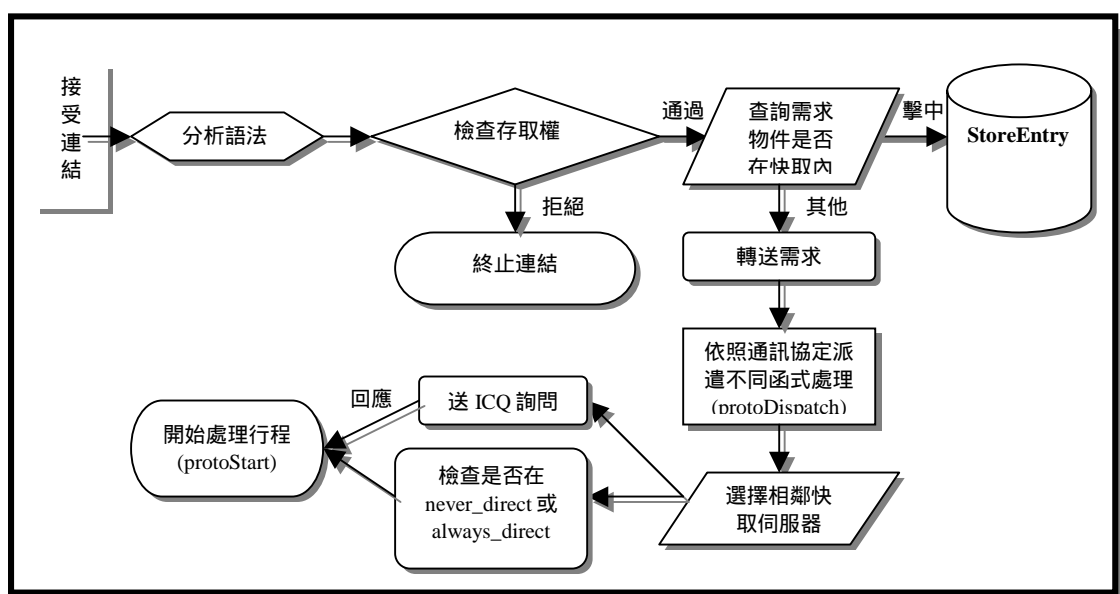 接
受
連
結
分析語法
檢查存取權
通過
查詢需求
物件是否
在快取內
擊中
StoreEntry
拒絕
終止連結
其他
轉送需求
依照通訊協定派
遣不同函式處理
(protoDispatch)
選擇相鄰快
取伺服器
送 ICQ 詢問
回應
檢查是否在
never_direct 或
always_direct
開始處理行程
(protoStart)